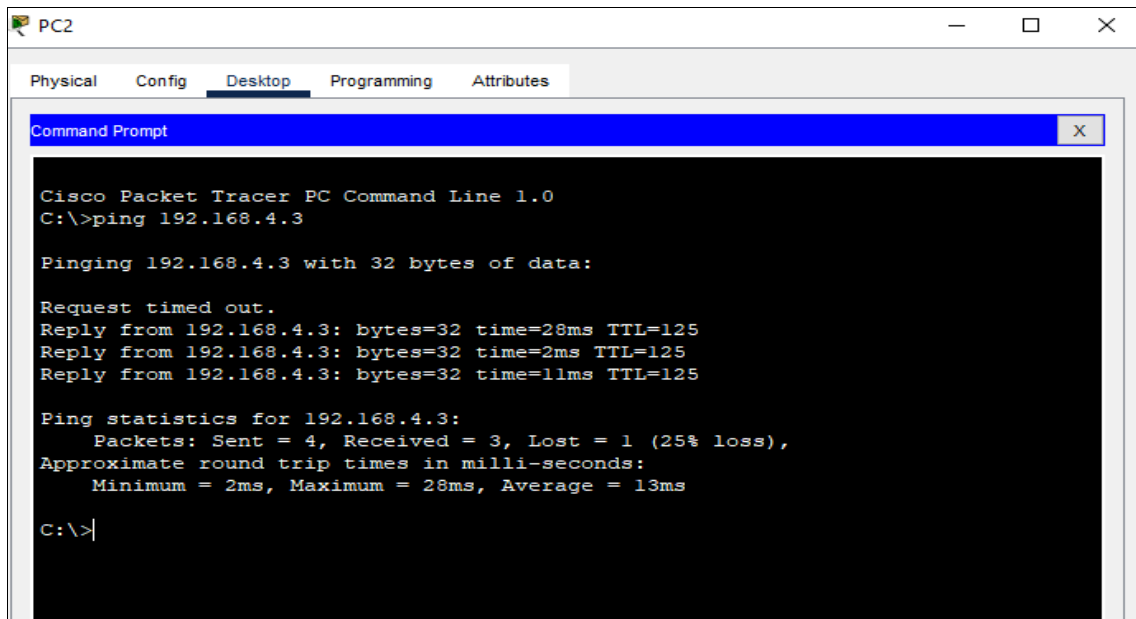 PC2
Physical Config Desktop Programming Attributes
Command Prompt X
Cisco Packet Tracer PC Command Line 1.0
C:\>ping 192.168.4.3
Pinging 192.168.4.3 with 32 bytes of data:
Request timed out.
Reply from 192.168.4.3: bytes=32 time=28ms TTL=125
Reply from 192.168.4.3: bytes=32 time=2ms TTL=125
Reply from 192.168.4.3: bytes=32 time=11ms TTL=125
Ping statistics for 192.168.4.3:
Packets: Sent = 4, Received = 3, Lost = 1 (25% loss),
Approximate round trip times in milli-seconds:
Minimum = 2ms, Maximum = 28ms, Average = 13ms
C:\>